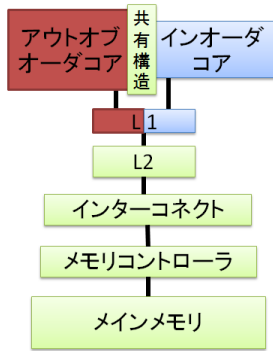 アウトオブ
オーダコア
共有構造
インオーダ
コア
L1
L2
インターコネクト
メモリコントローラ
メインメモリ